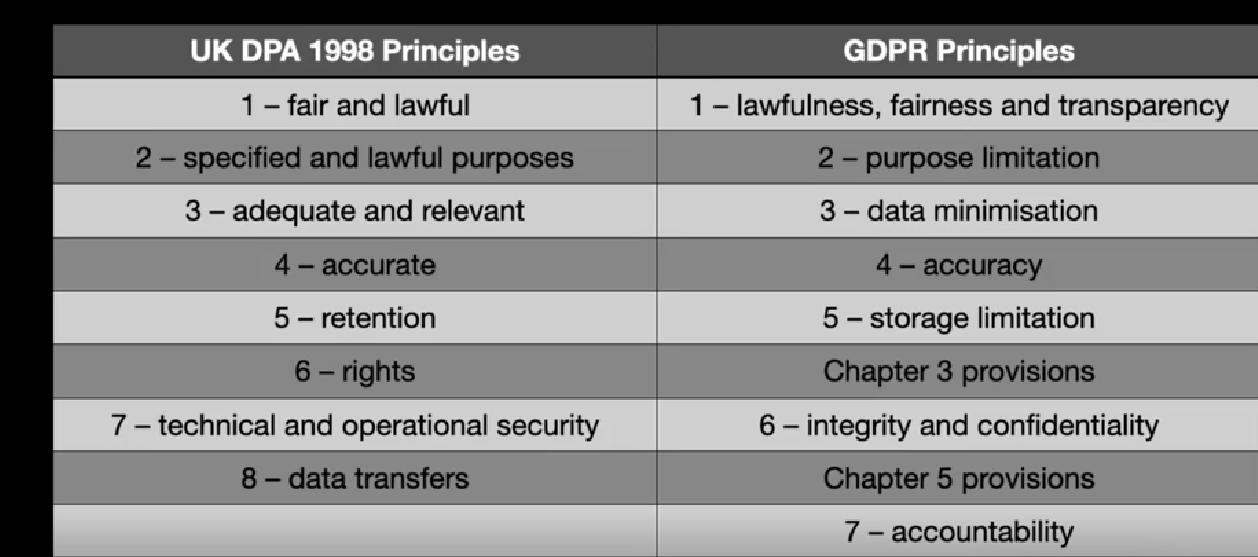 UK DPA 1998 Principles GDPR Principles
1 – fair and lawful 1 – lawfulness, fairness and transparency
2 – specified and lawful purposes 2 – purpose limitation
3 – adequate and relevant 3 – data minimisation
4 – accurate 4 – accuracy
5 – retention 5 – storage limitation
6 – rights Chapter 3 provisions
7 – technical and operational security 6 – integrity and confidentiality
8 – data transfers Chapter 5 provisions
7 – accountability